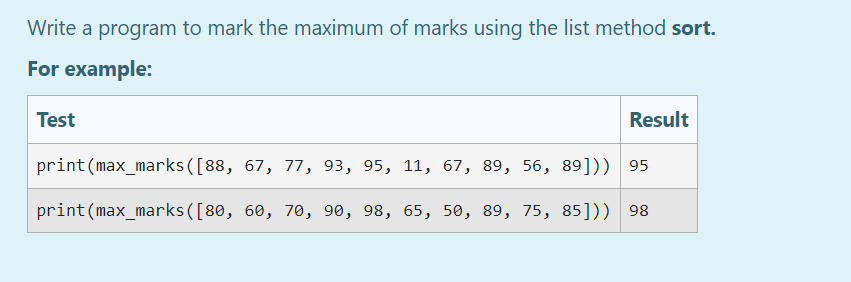 Write a program to mark the maximum of marks using the list method sort.
For example:
Test Result
print(max_marks([88, 67, 77, 93, 95, 11, 67, 89, 56, 89])) 95
print(max_marks([80, 60, 70, 90, 98, 65, 50, 89, 75, 85])) 98